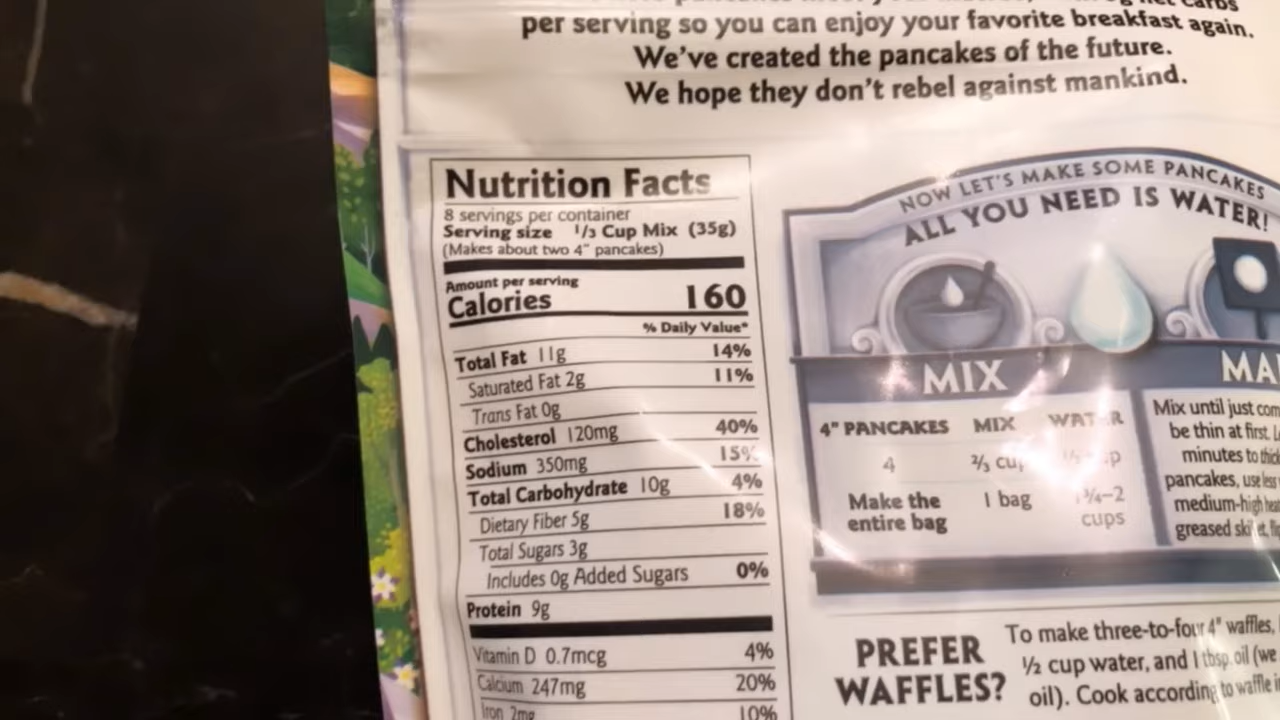 per serving so you can enjoy your favorite breakfast again.
We've created the pancakes of the future.
We hope they don't rebel against mankind.
Nutrition Facts
8 servings per container
Serving size 1/3 Cup Mix (35g)
(Makes about two 4" pancakes)
Amount per serving
Calories 160
% Daily Value*
Total Fat 11g 14%
Saturated Fat 2g 11%
Trans Fat 0g
Cholesterol 120mg 40%
Sodium 350mg 15%
Total Carbohydrate 10g 4%
Dietary Fiber 5g 18%
Total Sugars 3g
Includes 0g Added Sugars 0%
Protein 9g
Vitamin D 0.7mcg 4%
Calcium 247mg 20%
Iron 2mg 10%
NOW LET'S MAKE SOME PANCAKES
ALL YOU NEED IS WATER!
MIX
4" PANCAKES MIX WATER
4 2/3 cup
Make the 1 bag 1 3/4–2
entire bag cups
Mix until just
be thin at first.
minutes to
pancakes, use less
medium-high
greased
PREFER
WAFFLES?
To make three-to-four 4" waffles,
1/2 cup water, and 1 tbsp oil (we
oil). Cook according to waffle